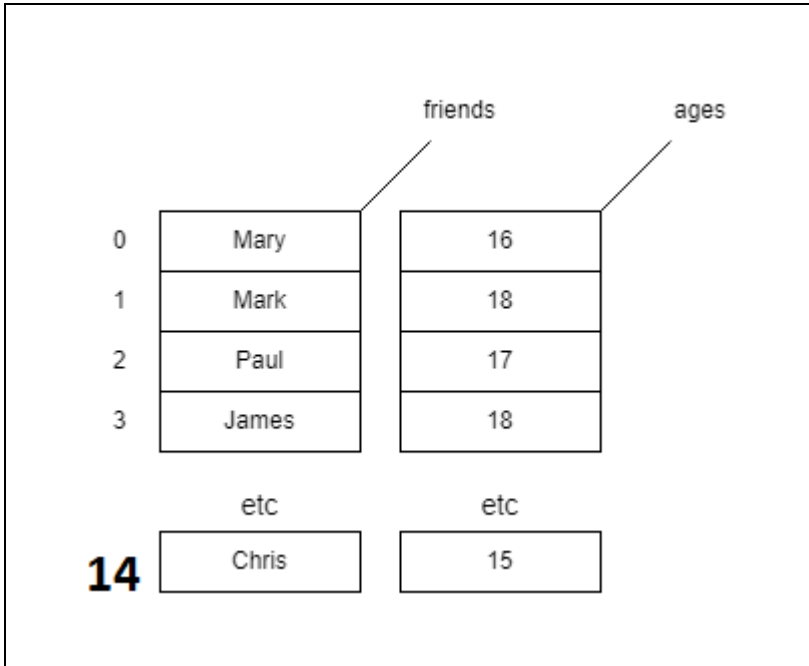 friends ages
0 Mary 16
1 Mark 18
2 Paul 17
3 James 18
etc etc
14 Chris 15